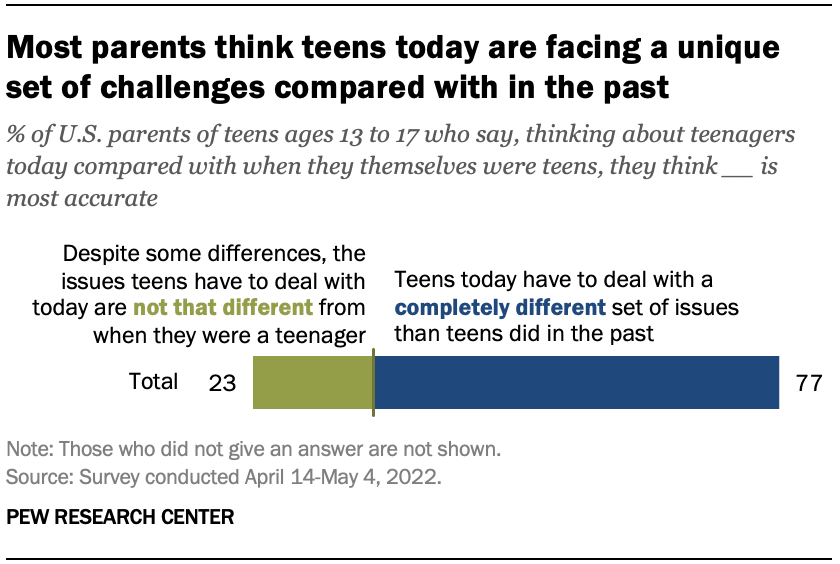 Most parents think teens today are facing a unique
set of challenges compared with in the past
% of U.S. parents of teens ages 13 to 17 who say, thinking about teenagers
today compared with when they themselves were teens, they think __ is
most accurate
Despite some differences, the
issues teens have to deal with
today are not that different from
when they were a teenager
Teens today have to deal with a
completely different set of issues
than teens did in the past
Total 23 77
Note: Those who did not give an answer are not shown.
Source: Survey conducted April 14-May 4, 2022.
PEW RESEARCH CENTER